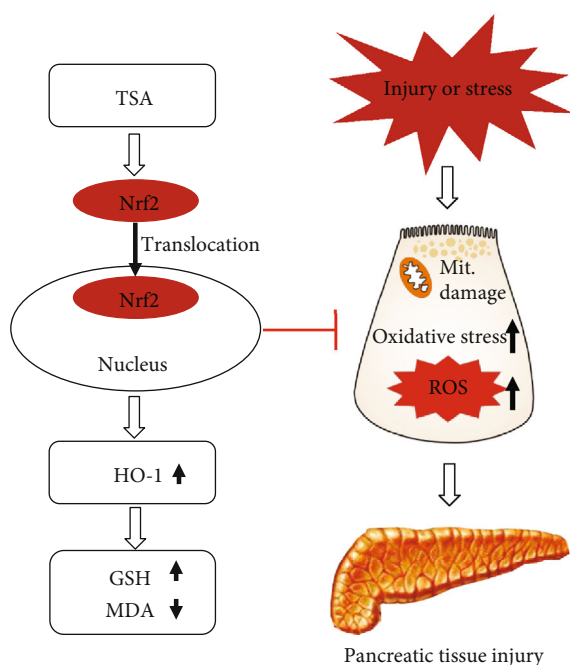 TSA
Nrf2
Translocation
Nrf2
Nucleus
HO-1
GSH
MDA
Injury or stress
Mit.
damage
Oxidative stress
ROS
Pancreatic tissue injury